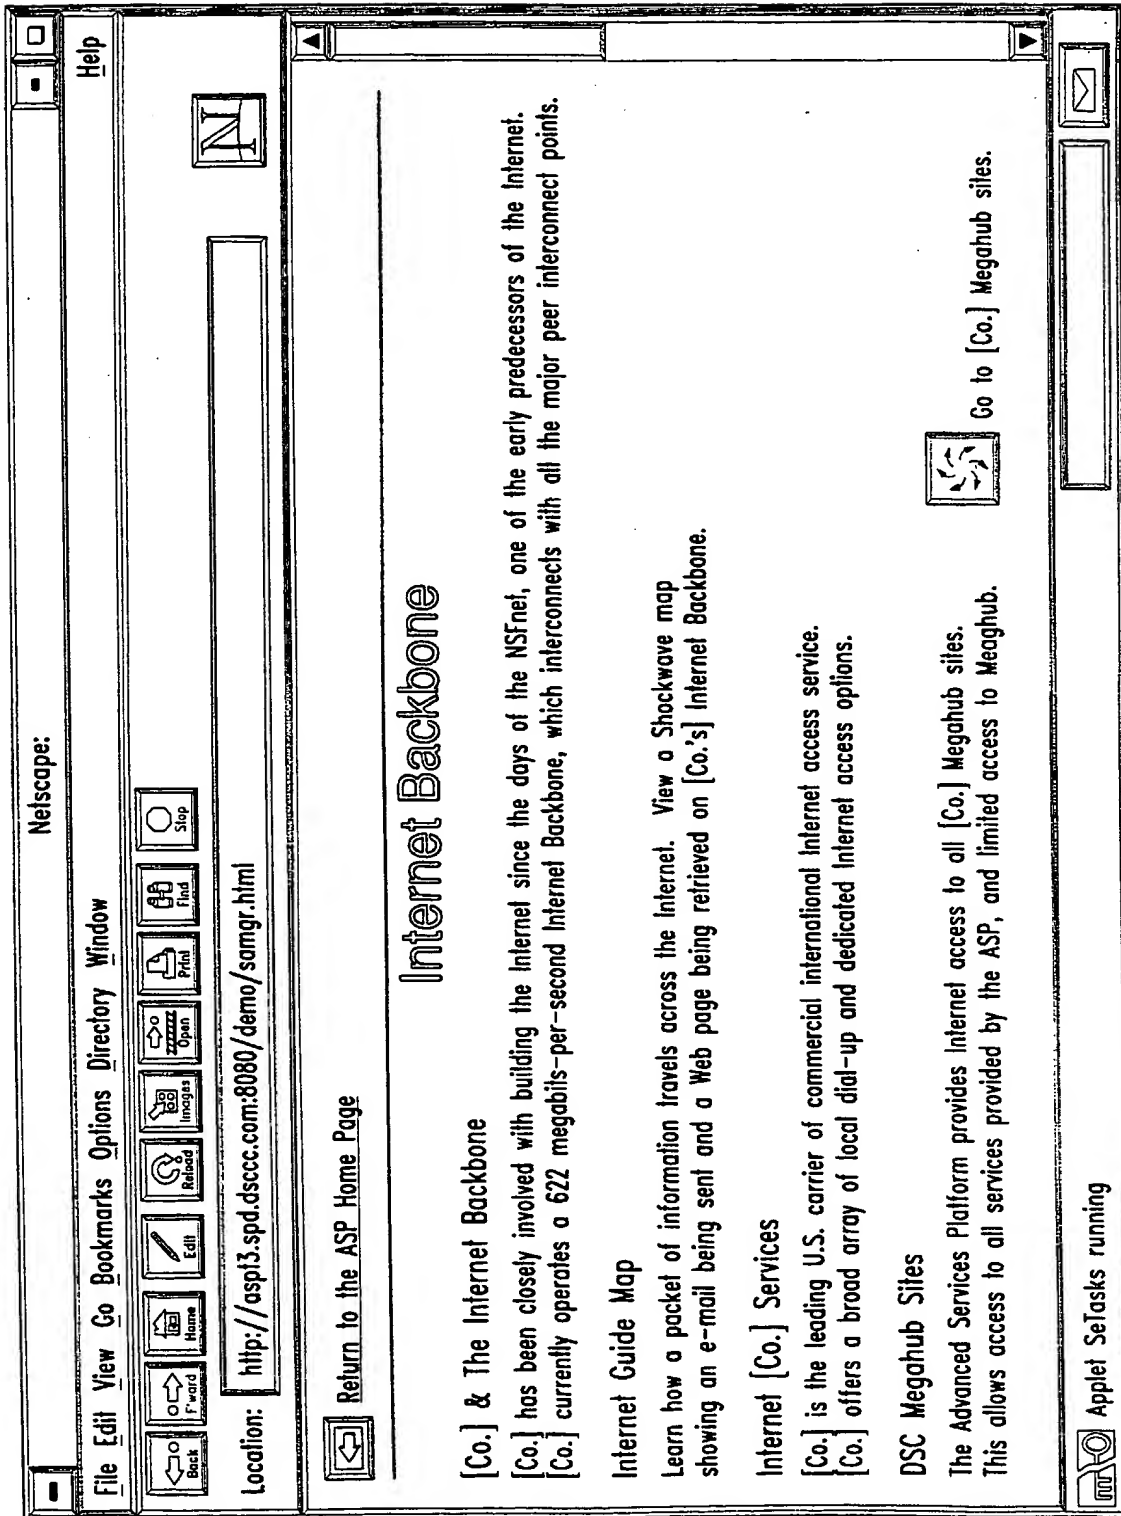 Netscape:
File Edit View Go Bookmarks Options Directory Window Help
Back F'ward Home Edit Reload Images Open Print Find Stop
Location: http://aspt3.spd.dsccc.com:8080/demo/samgr.html
N
Return to the ASP Home Page
Internet Backbone
[Co.] & The Internet Backbone
[Co.] has been closely involved with building the Internet since the days of the NSFnet, one of the early predecessors of the Internet.
[Co.] currently operates a 622 megabits-per-second Internet Backbone, which interconnects with all the major peer interconnect points.
Internet Guide Map
Learn how a packet of information travels across the Internet. View a Shockwave map
showing an e-mail being sent and a Web page being retrieved on [Co.'s] Internet Backbone.
Internet [Co.] Services
[Co.] is the leading U.S. carrier of commercial international Internet access service.
[Co.] offers a broad array of local dial-up and dedicated Internet access options.
DSC Megahub Sites
The Advanced Services Platform provides Internet access to all [Co.] Megahub sites.
This allows access to all services provided by the ASP, and limited access to Meaghub.
Go to [Co.] Megahub sites.
Applet SeTasks running